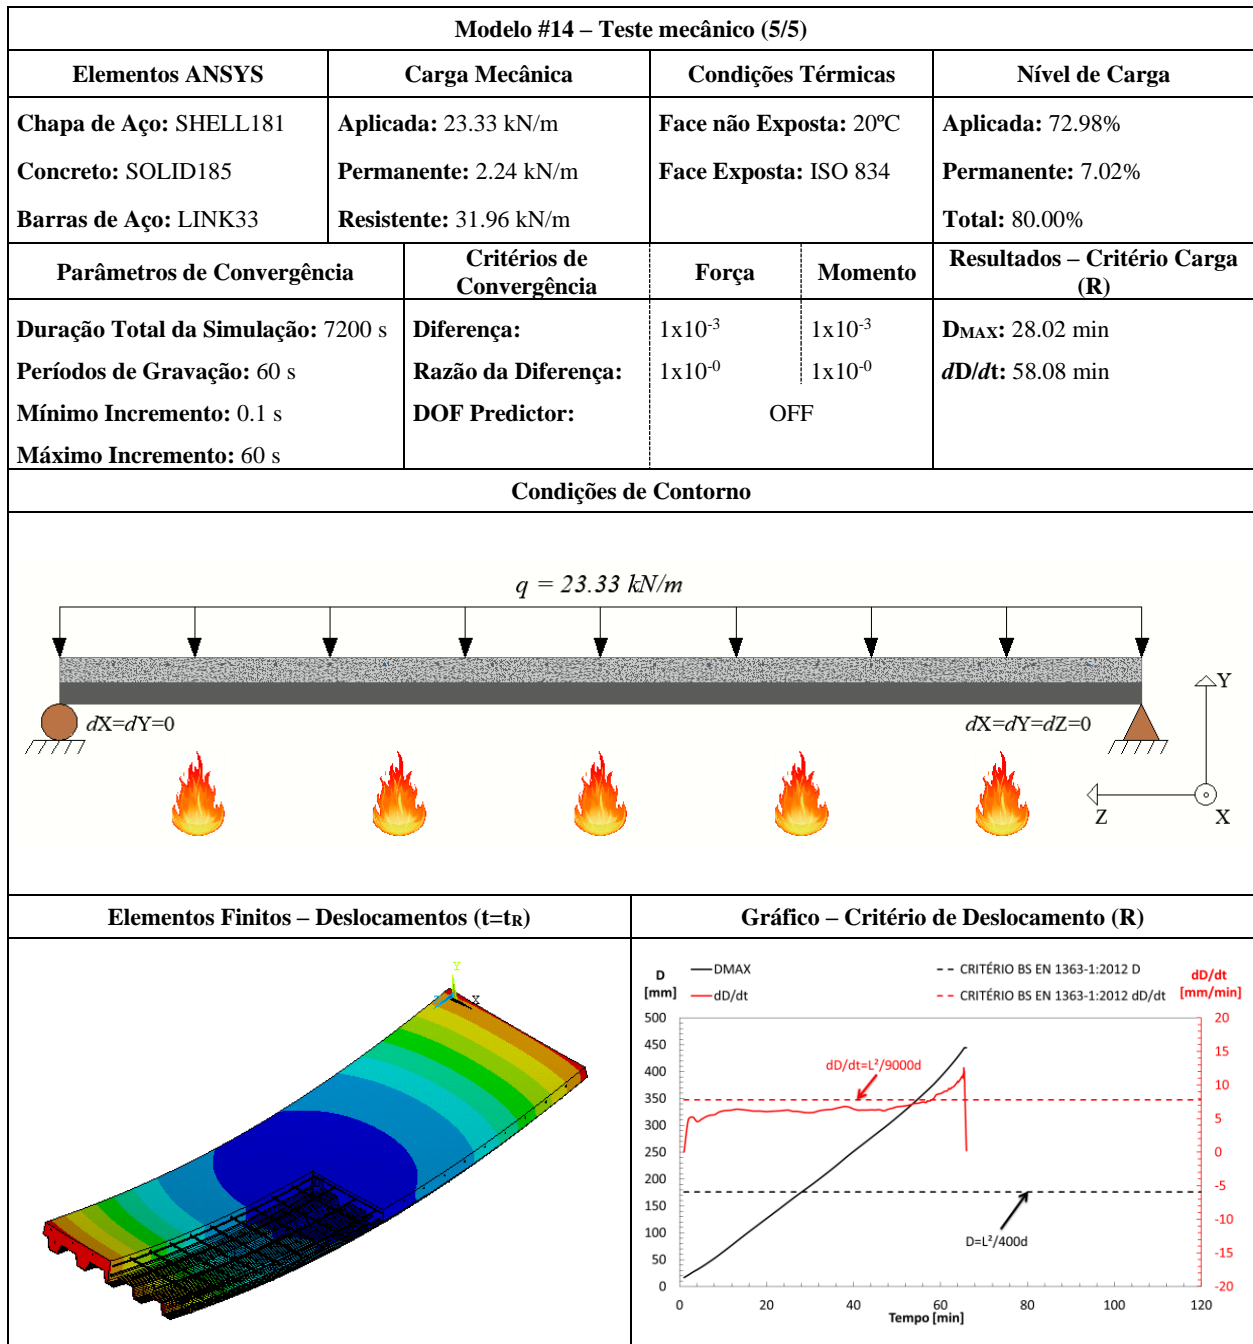 Modelo #14 – Teste mecânico (5/5)
Elementos ANSYS
Carga Mecânica
Condições Térmicas
Nível de Carga
Chapa de Aço: SHELL181
Concreto: SOLID185
Barras de Aço: LINK33
Aplicada: 23.33 kN/m
Permanente: 2.24 kN/m
Resistente: 31.96 kN/m
Face não Exposta: 20ºC
Face Exposta: ISO 834
Aplicada: 72.98%
Permanente: 7.02%
Total: 80.00%
Parâmetros de Convergência
Critérios de
Convergência
Força
Momento
Resultados – Critério Carga
(R)
Duração Total da Simulação: 7200 s
Períodos de Gravação: 60 s
Mínimo Incremento: 0.1 s
Máximo Incremento: 60 s
Diferença: 1x10⁻³ 1x10⁻³
Razão da Diferença: 1x10⁻⁰ 1x10⁻⁰
DOF Predictor: OFF
DMAX: 28.02 min
dD/dt: 58.08 min
Condições de Contorno
q = 23.33 kN/m
dX=dY=0
dX=dY=dZ=0
Y
Z
X
Elementos Finitos – Deslocamentos (t=tR)
Gráfico – Critério de Deslocamento (R)
Y
X
D
[mm]
DMAX
dD/dt
CRITÉRIO BS EN 1363-1:2012 D
CRITÉRIO BS EN 1363-1:2012 dD/dt
dD/dt
[mm/min]
500
450
400
350
300
250
200
150
100
50
0
20
15
10
5
0
-5
-10
-15
-20
dD/dt=L²/9000d
D=L²/400d
0 20 40 60 80 100 120
Tempo [min]